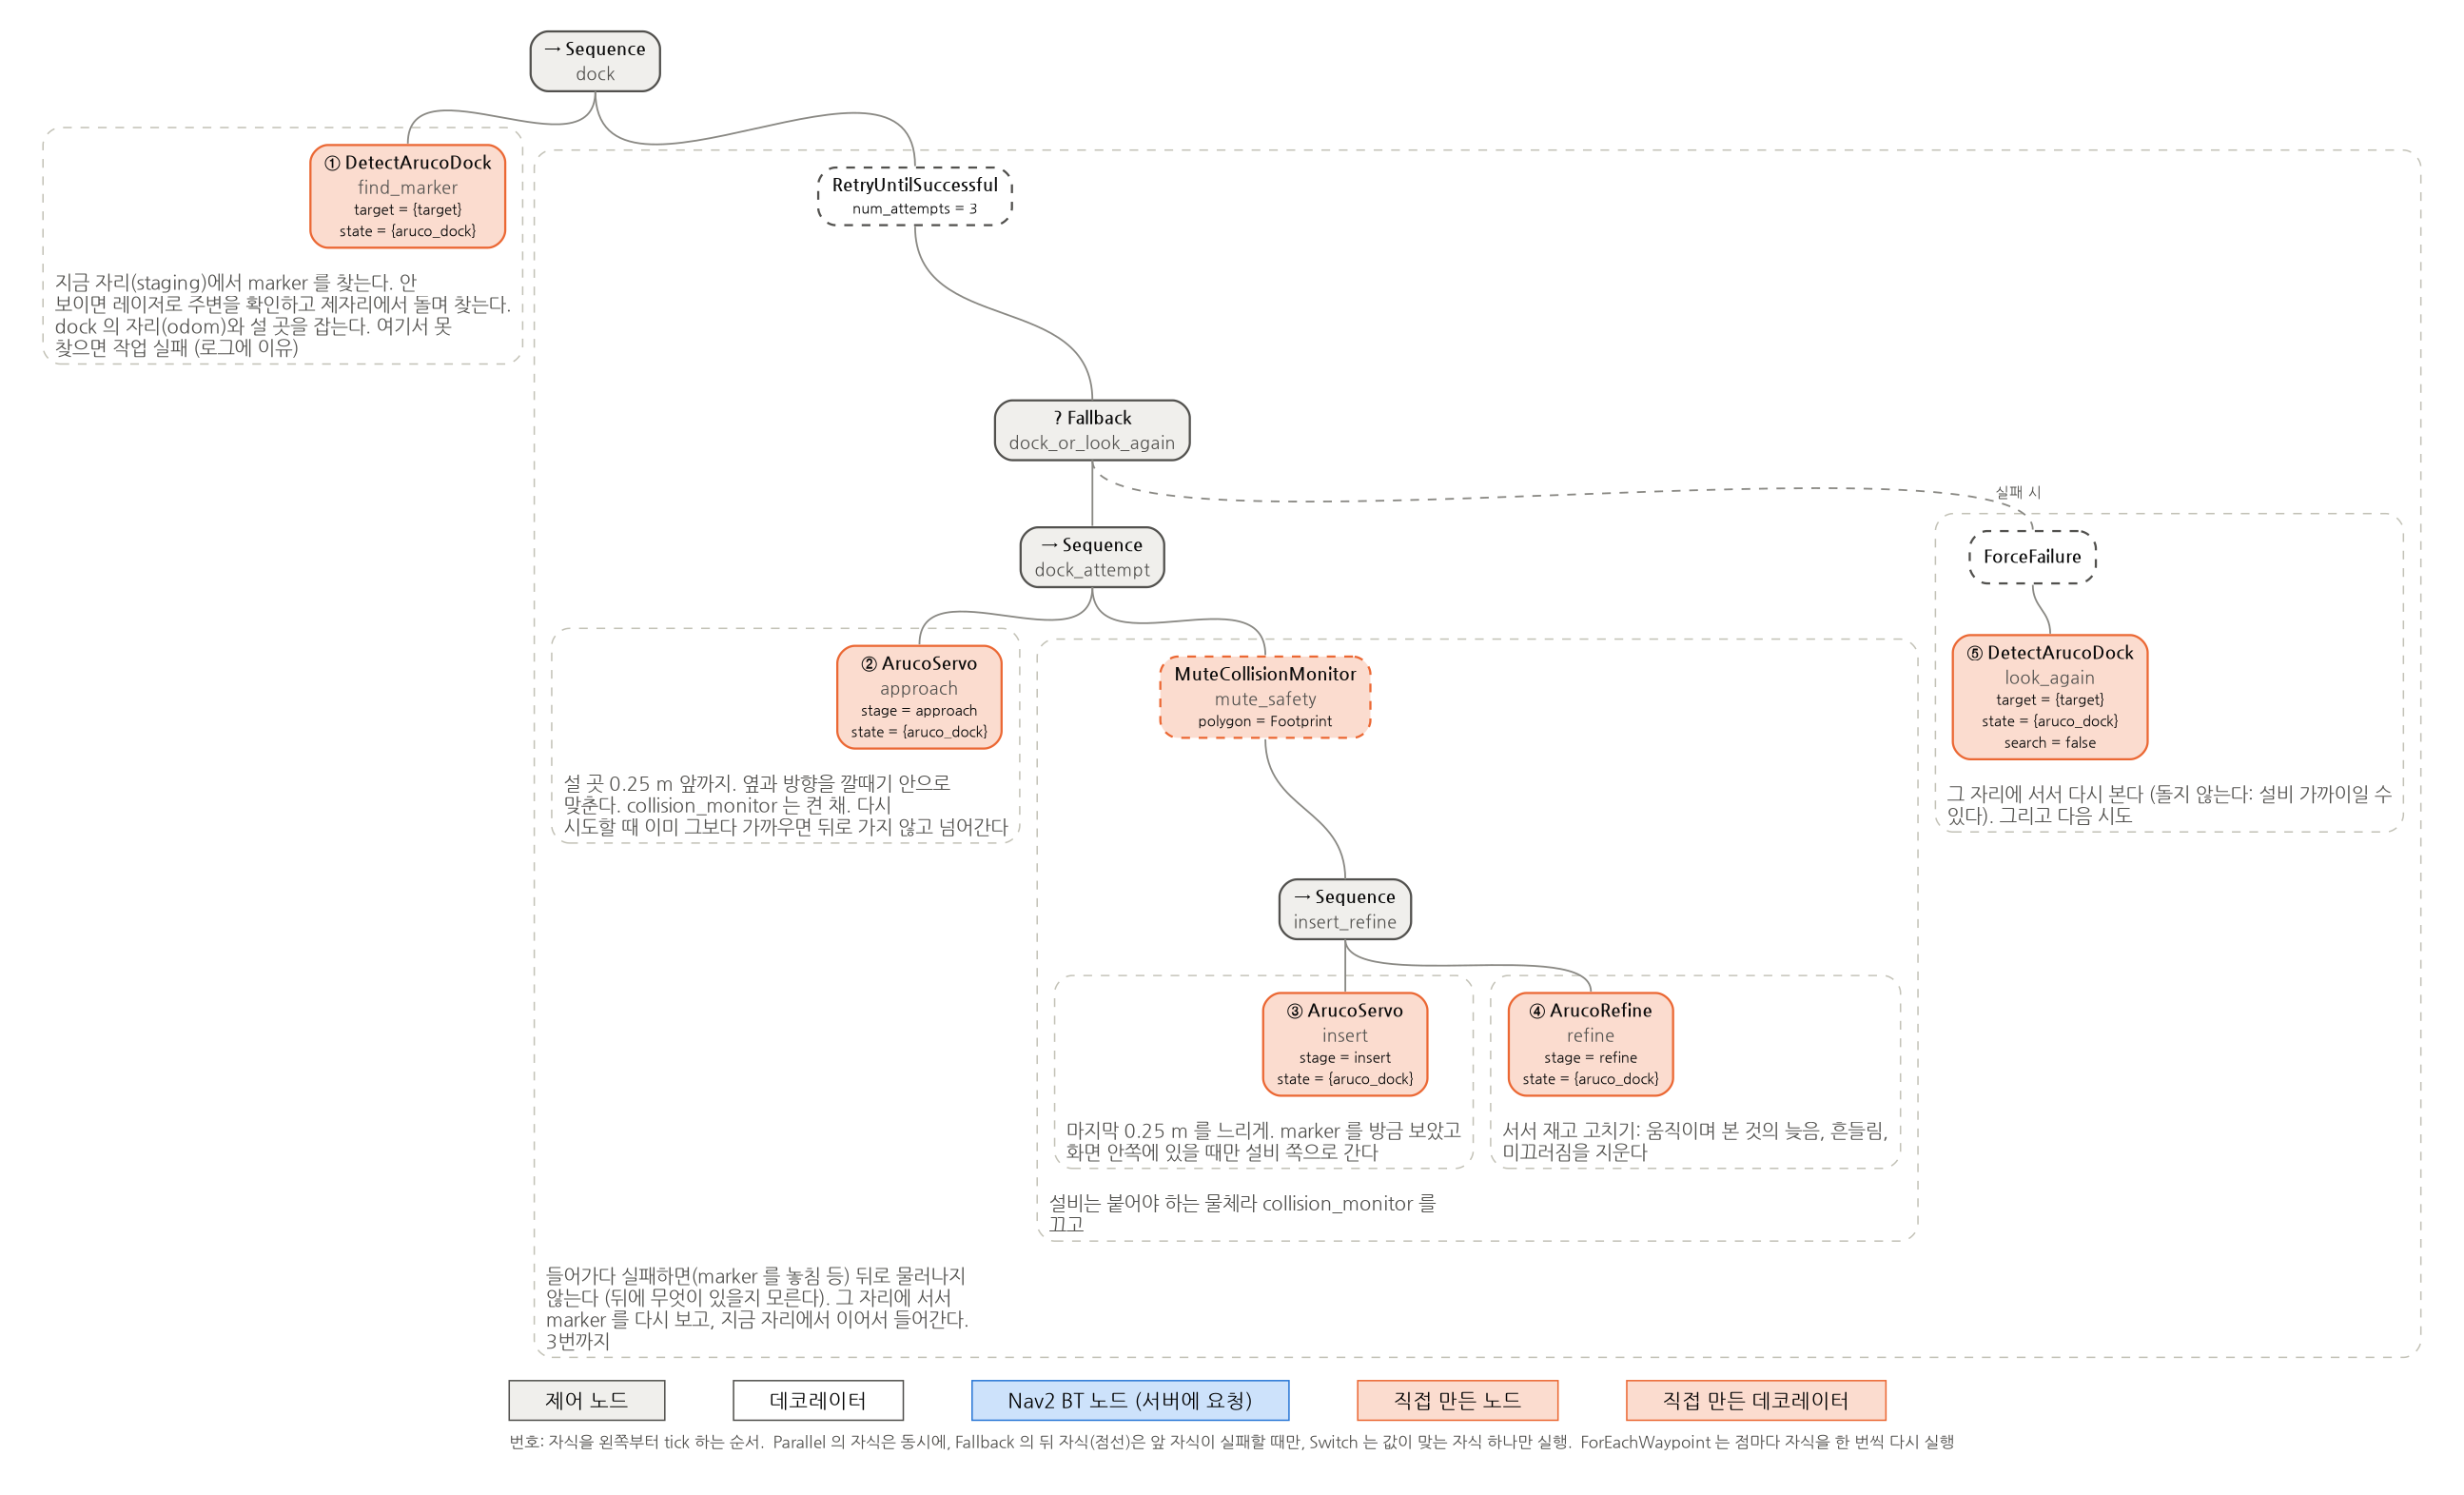 → Sequence
dock
① DetectArucoDock
find_marker
target = {target}
state = {aruco_dock}
지금 자리(staging)에서 marker 를 찾는다. 안
보이면 레이저로 주변을 확인하고 제자리에서 돌며 찾는다.
dock 의 자리(odom)와 설 곳을 잡는다. 여기서 못
찾으면 작업 실패 (로그에 이유)
RetryUntilSuccessful
num_attempts = 3
? Fallback
dock_or_look_again
실패 시
→ Sequence
dock_attempt
ForceFailure
② ArucoServo
approach
stage = approach
state = {aruco_dock}
설 곳 0.25 m 앞까지. 옆과 방향을 깔때기 안으로
맞춘다. collision_monitor 는 켠 채. 다시
시도할 때 이미 그보다 가까우면 뒤로 가지 않고 넘어간다
MuteCollisionMonitor
mute_safety
polygon = Footprint
⑤ DetectArucoDock
look_again
target = {target}
state = {aruco_dock}
search = false
그 자리에 서서 다시 본다 (돌지 않는다: 설비 가까이일 수
있다). 그리고 다음 시도
→ Sequence
insert_refine
③ ArucoServo
insert
stage = insert
state = {aruco_dock}
마지막 0.25 m 를 느리게. marker 를 방금 보았고
화면 안쪽에 있을 때만 설비 쪽으로 간다
④ ArucoRefine
refine
stage = refine
state = {aruco_dock}
서서 재고 고치기: 움직이며 본 것의 늦음, 흔들림,
미끄러짐을 지운다
설비는 붙어야 하는 물체라 collision_monitor 를
끄고
들어가다 실패하면(marker 를 놓침 등) 뒤로 물러나지
않는다 (뒤에 무엇이 있을지 모른다). 그 자리에 서서
marker 를 다시 보고, 지금 자리에서 이어서 들어간다.
3번까지
제어 노드
데코레이터
Nav2 BT 노드 (서버에 요청)
직접 만든 노드
직접 만든 데코레이터
번호: 자식을 왼쪽부터 tick 하는 순서. Parallel 의 자식은 동시에, Fallback 의 뒤 자식(점선)은 앞 자식이 실패할 때만, Switch 는 값이 맞는 자식 하나만 실행. ForEachWaypoint 는 점마다 자식을 한 번씩 다시 실행